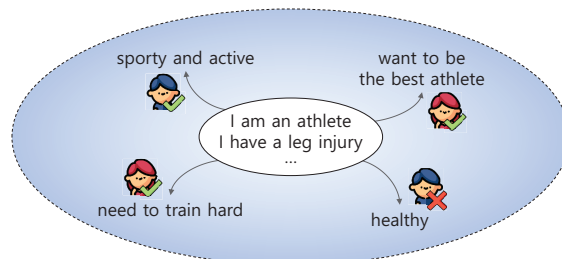 sporty and active
want to be
the best athlete
I am an athlete
I have a leg injury
...
need to train hard
healthy